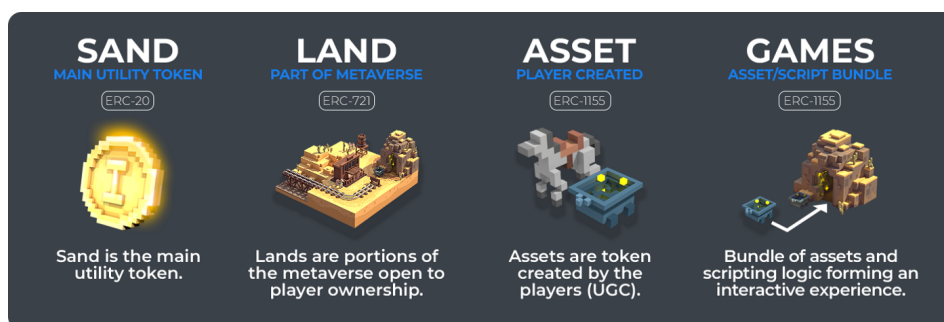 SAND
MAIN UTILITY TOKEN
ERC-20
Sand is the main
utility token.
LAND
PART OF METAVERSE
ERC-721
Lands are portions of
the metaverse open to
player ownership.
ASSET
PLAYER CREATED
ERC-1155
Assets are token
created by the
players (UGC).
GAMES
ASSET/SCRIPT BUNDLE
ERC-1155
Bundle of assets and
scripting logic forming an
interactive experience.